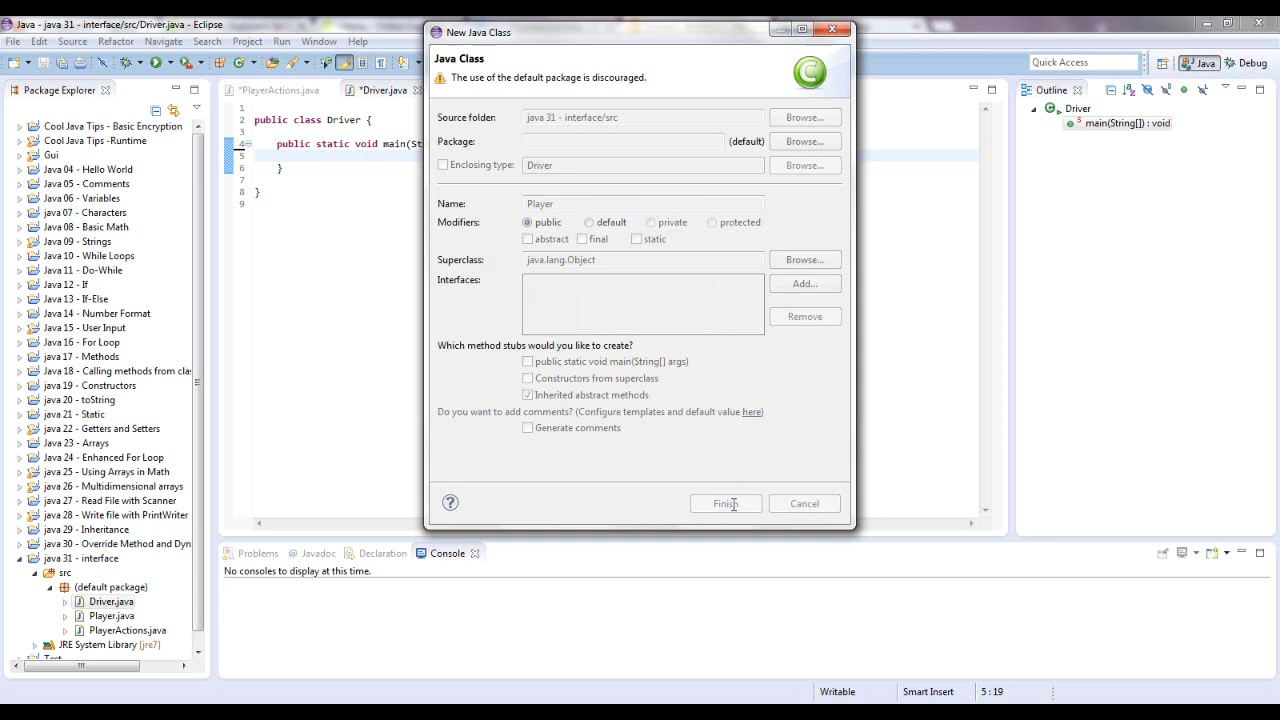 Java - java 31 - interface/src/Driver.java - Eclipse
File Edit Source Refactor Navigate Search Project Run Window Help
Quick Access
Java
Debug
Package Explorer
Cool Java Tips - Basic Encryption
Cool Java Tips -Runtime
Gui
Java 04 - Hello World
Java 05 - Comments
Java 06 - Variables
java 07 - Characters
Java 08 - Basic Math
Java 09 - Strings
Java 10 - While Loops
Java 11 - Do-While
Java 12 - If
Java 13 - If-Else
Java 14 - Number Format
Java 15 - User Input
Java 16 - For Loop
java 17 - Methods
Java 18 - Calling methods from clas
java 19 - Constructors
java 20 - toString
java 21 - Static
java 22 - Getters and Setters
Java 23 - Arrays
java 24 - Enhanced For Loop
java 25 - Using Arrays in Math
java 26 - Multidimensional arrays
java 27 - Read File with Scanner
java 28 - Write File with PrintWriter
java 29 - Inheritance
java 30 - Override Method and Dyn
java 31 - interface
src
(default package)
Driver.java
Player.java
PlayerActions.java
JRE System Library [jre7]
Test
*PlayerActions.java
*Driver.java
1
2 public class Driver {
3
4 public static void main(St
5
6 }
7
8 }
9
New Java Class
Java Class
The use of the default package is discouraged.
Source folder: java 31 - interface/src Browse...
Package: (default) Browse...
Enclosing type: Driver Browse...
Name: Player
Modifiers: public default private protected
abstract final static
Superclass: java.lang.Object Browse...
Interfaces: Add...
Remove
Which method stubs would you like to create?
public static void main(String[] args)
Constructors from superclass
Inherited abstract methods
Do you want to add comments? (Configure templates and default value here)
Generate comments
?
Finish Cancel
Outline
Driver
main(String[]) : void
Problems Javadoc Declaration Console
No consoles to display at this time.
Writable Smart Insert 5 : 19